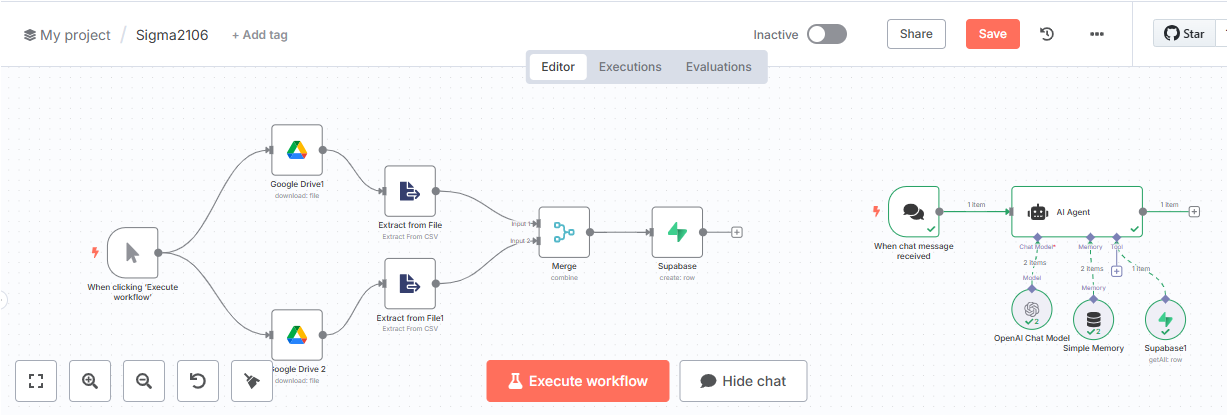 My project / Sigma2106 + Add tag
Inactive
Share
Save
Star
Editor
Executions
Evaluations
Google Drive1
download: file
Extract from File
Extract From CSV
When clicking 'Execute
workflow'
Input 1
Input 2
Merge
combine
Supabase
create: row
Extract from File1
Extract From CSV
Google Drive 2
download: file
When chat message
received
1 item
AI Agent
1 item
Chat Model*
Memory
Tool
2 items
2 items
1 item
Model
Memory
2
OpenAI Chat Model
2
Simple Memory
Supabase1
getAll: row
Execute workflow
Hide chat